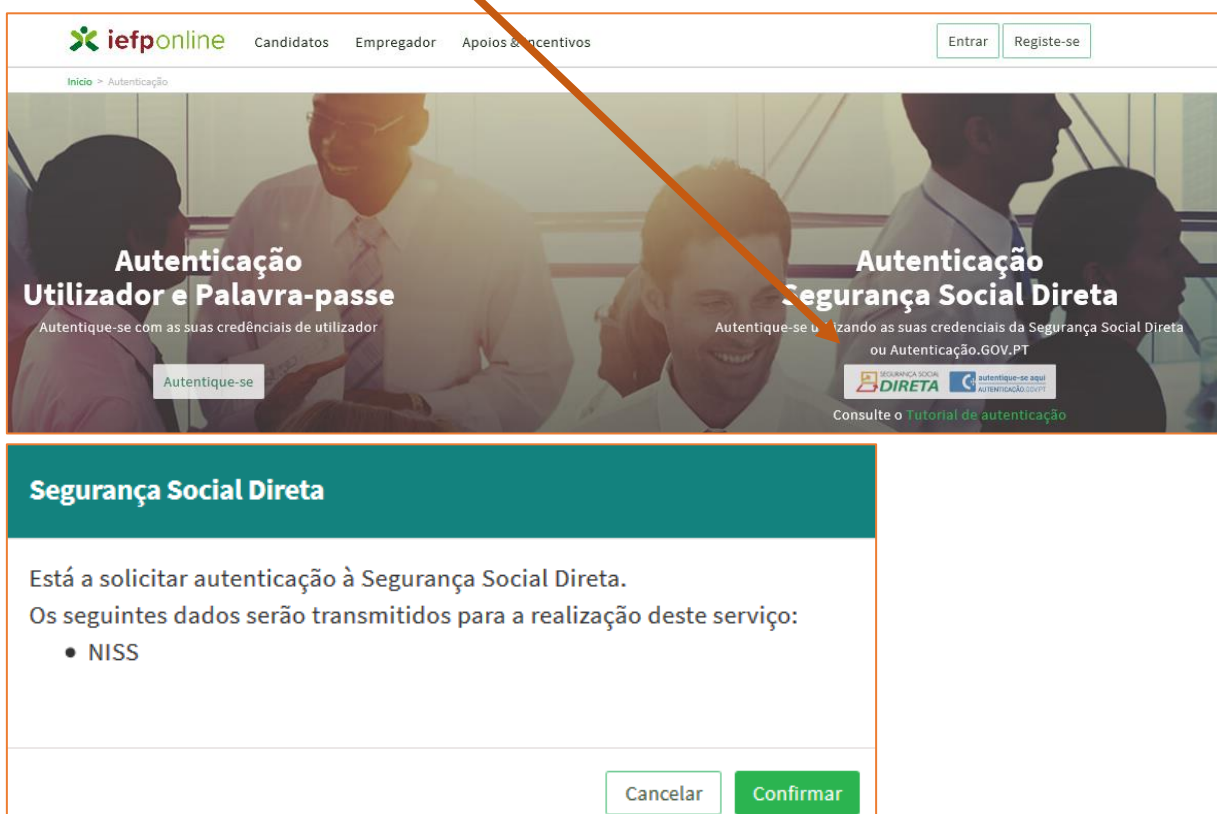 iefponline Candidatos Empregador Apoios & Incentivos Entrar Registe-se
Início > Autenticação
Autenticação
Utilizador e Palavra-passe
Autentique-se com as suas credênciais de utilizador
Autentique-se
Autenticação
Segurança Social Direta
Autentique-se utilizando as suas credenciais da Segurança Social Direta
ou Autenticação.GOV.PT
SEGURANÇA SOCIAL
DIRETA
autentique-se aqui
AUTENTICAÇÃO.GOV.PT
Consulte o Tutorial de autenticação
Segurança Social Direta
Está a solicitar autenticação à Segurança Social Direta.
Os seguintes dados serão transmitidos para a realização deste serviço:
• NISS
Cancelar Confirmar